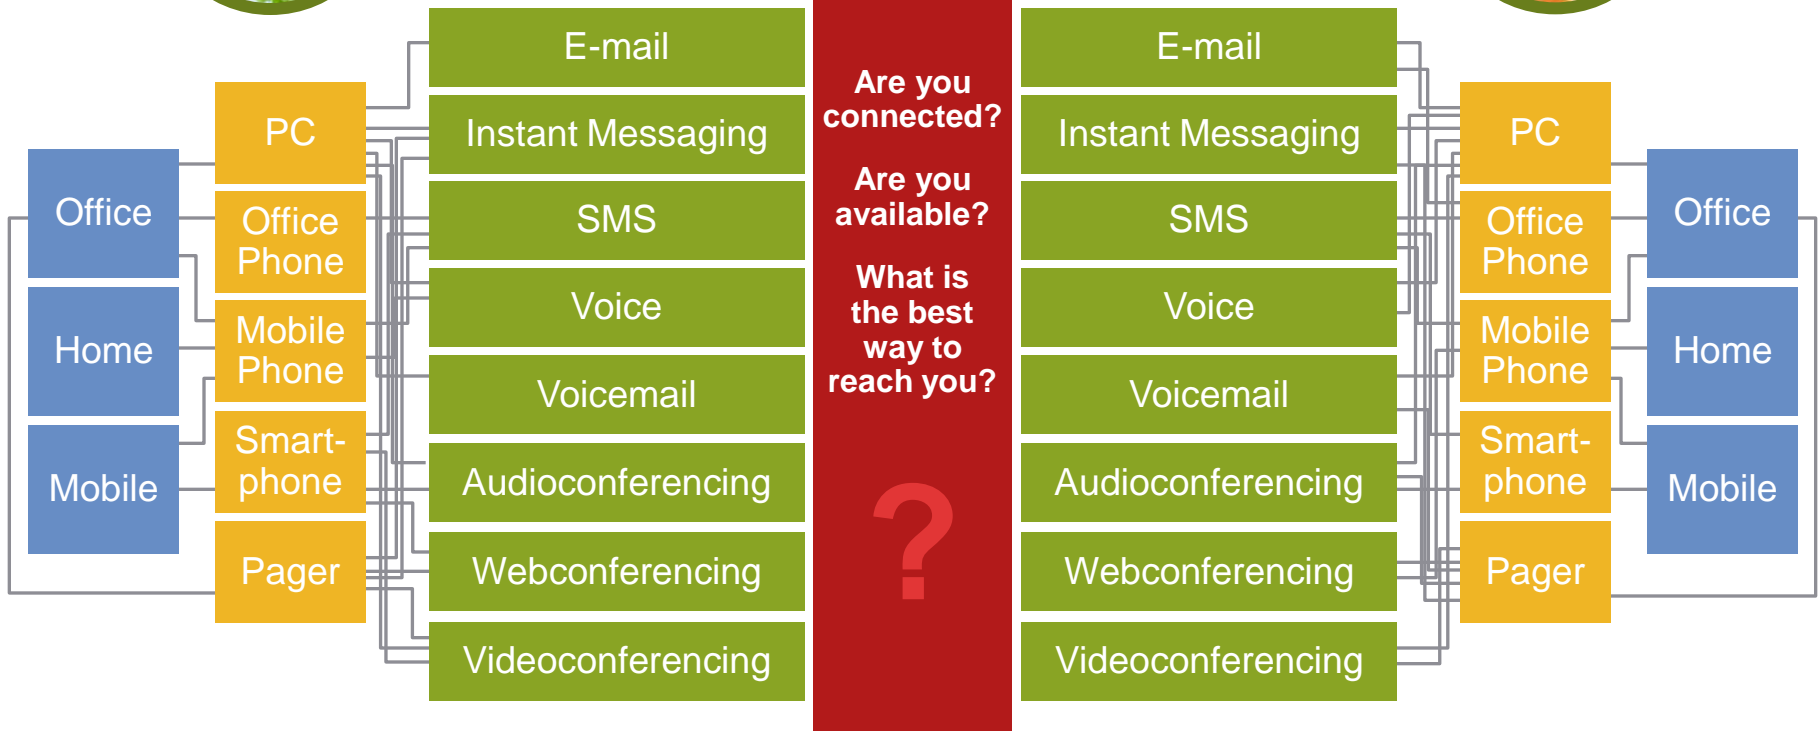 Office
Home
Mobile
PC
Office
Phone
Mobile
Phone
Smart-
phone
Pager
E-mail
Instant Messaging
SMS
Voice
Voicemail
Audioconferencing
Webconferencing
Videoconferencing
Are you
connected?
Are you
available?
What is
the best
way to
reach you?
?
E-mail
Instant Messaging
SMS
Voice
Voicemail
Audioconferencing
Webconferencing
Videoconferencing
PC
Office
Phone
Mobile
Phone
Smart-
phone
Pager
Office
Home
Mobile